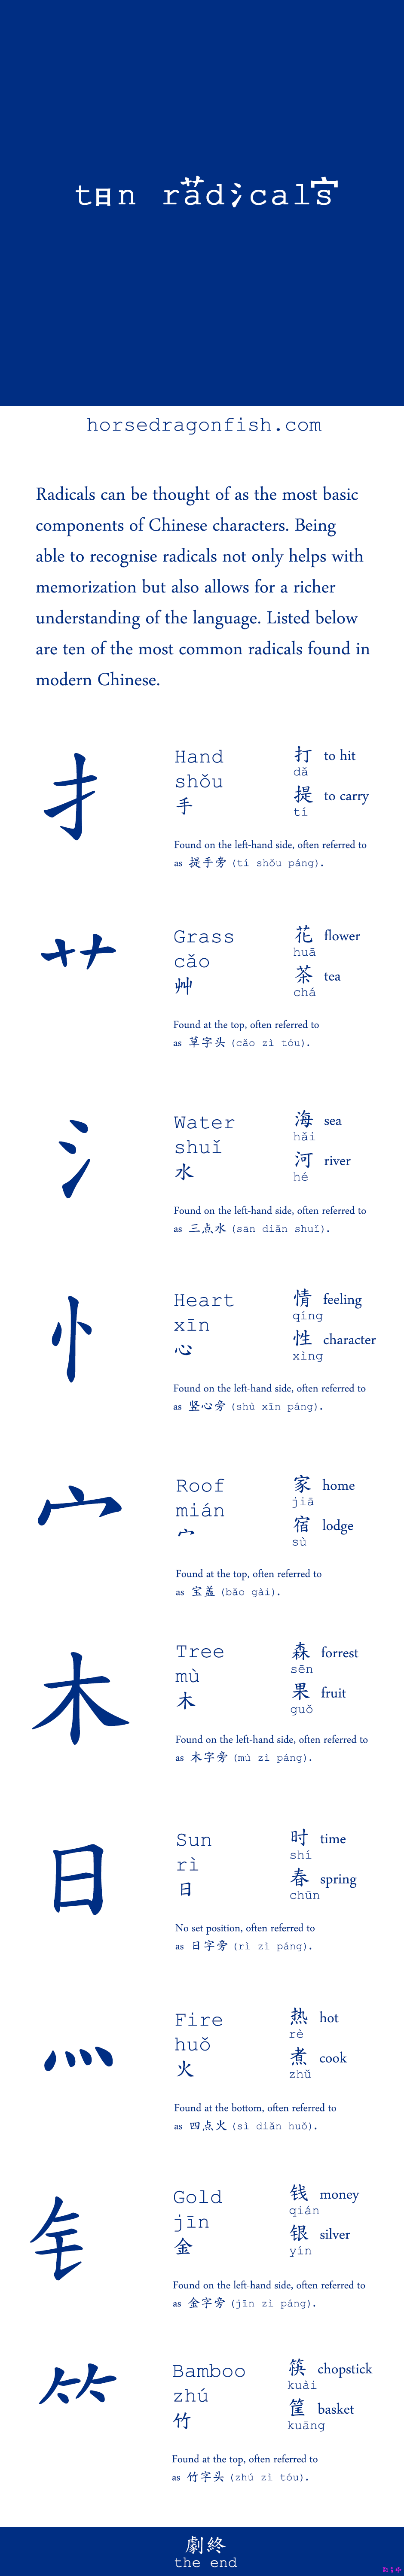 t日n ra艹d氵cals宀
horsedragonfish.com
Radicals can be thought of as the most basic
components of Chinese characters. Being
able to recognise radicals not only helps with
memorization but also allows for a richer
understanding of the language. Listed below
are ten of the most common radicals found in
modern Chinese.
扌
Hand
shǒu
手
打 to hit
dǎ
提 to carry
tí
Found on the left-hand side, often referred to
as 提手旁 (tí shǒu páng).
艹
Grass
cǎo
艸
花 flower
huā
茶 tea
chá
Found at the top, often referred to
as 草字头 (cǎo zì tóu).
氵
Water
shuǐ
水
海 sea
hǎi
河 river
hé
Found on the left-hand side, often referred to
as 三点水 (sān diǎn shuǐ).
忄
Heart
xīn
心
情 feeling
qíng
性 character
xìng
Found on the left-hand side, often referred to
as 竖心旁 (shù xīn páng).
宀
Roof
mián
宀
家 home
jiā
宿 lodge
sù
Found at the top, often referred to
as 宝盖 (bǎo gài).
木
Tree
mù
木
森 forrest
sēn
果 fruit
guǒ
Found on the left-hand side, often referred to
as 木字旁 (mù zì páng).
日
Sun
rì
日
时 time
shí
春 spring
chūn
No set position, often referred to
as 日字旁 (rì zì páng).
灬
Fire
huǒ
火
热 hot
rè
煮 cook
zhǔ
Found at the bottom, often referred to
as 四点火 (sì diǎn huǒ).
钅
Gold
jīn
金
钱 money
qián
银 silver
yín
Found on the left-hand side, often referred to
as 金字旁 (jīn zì páng).
⺮
Bamboo
zhú
竹
筷 chopstick
kuài
筐 basket
kuāng
Found at the top, often referred to
as 竹字头 (zhú zì tóu).
劇終
the end